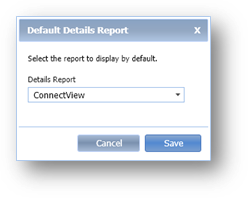 Default Details Report X
Select the report to display by default.
Details Report
ConnectView
Cancel Save